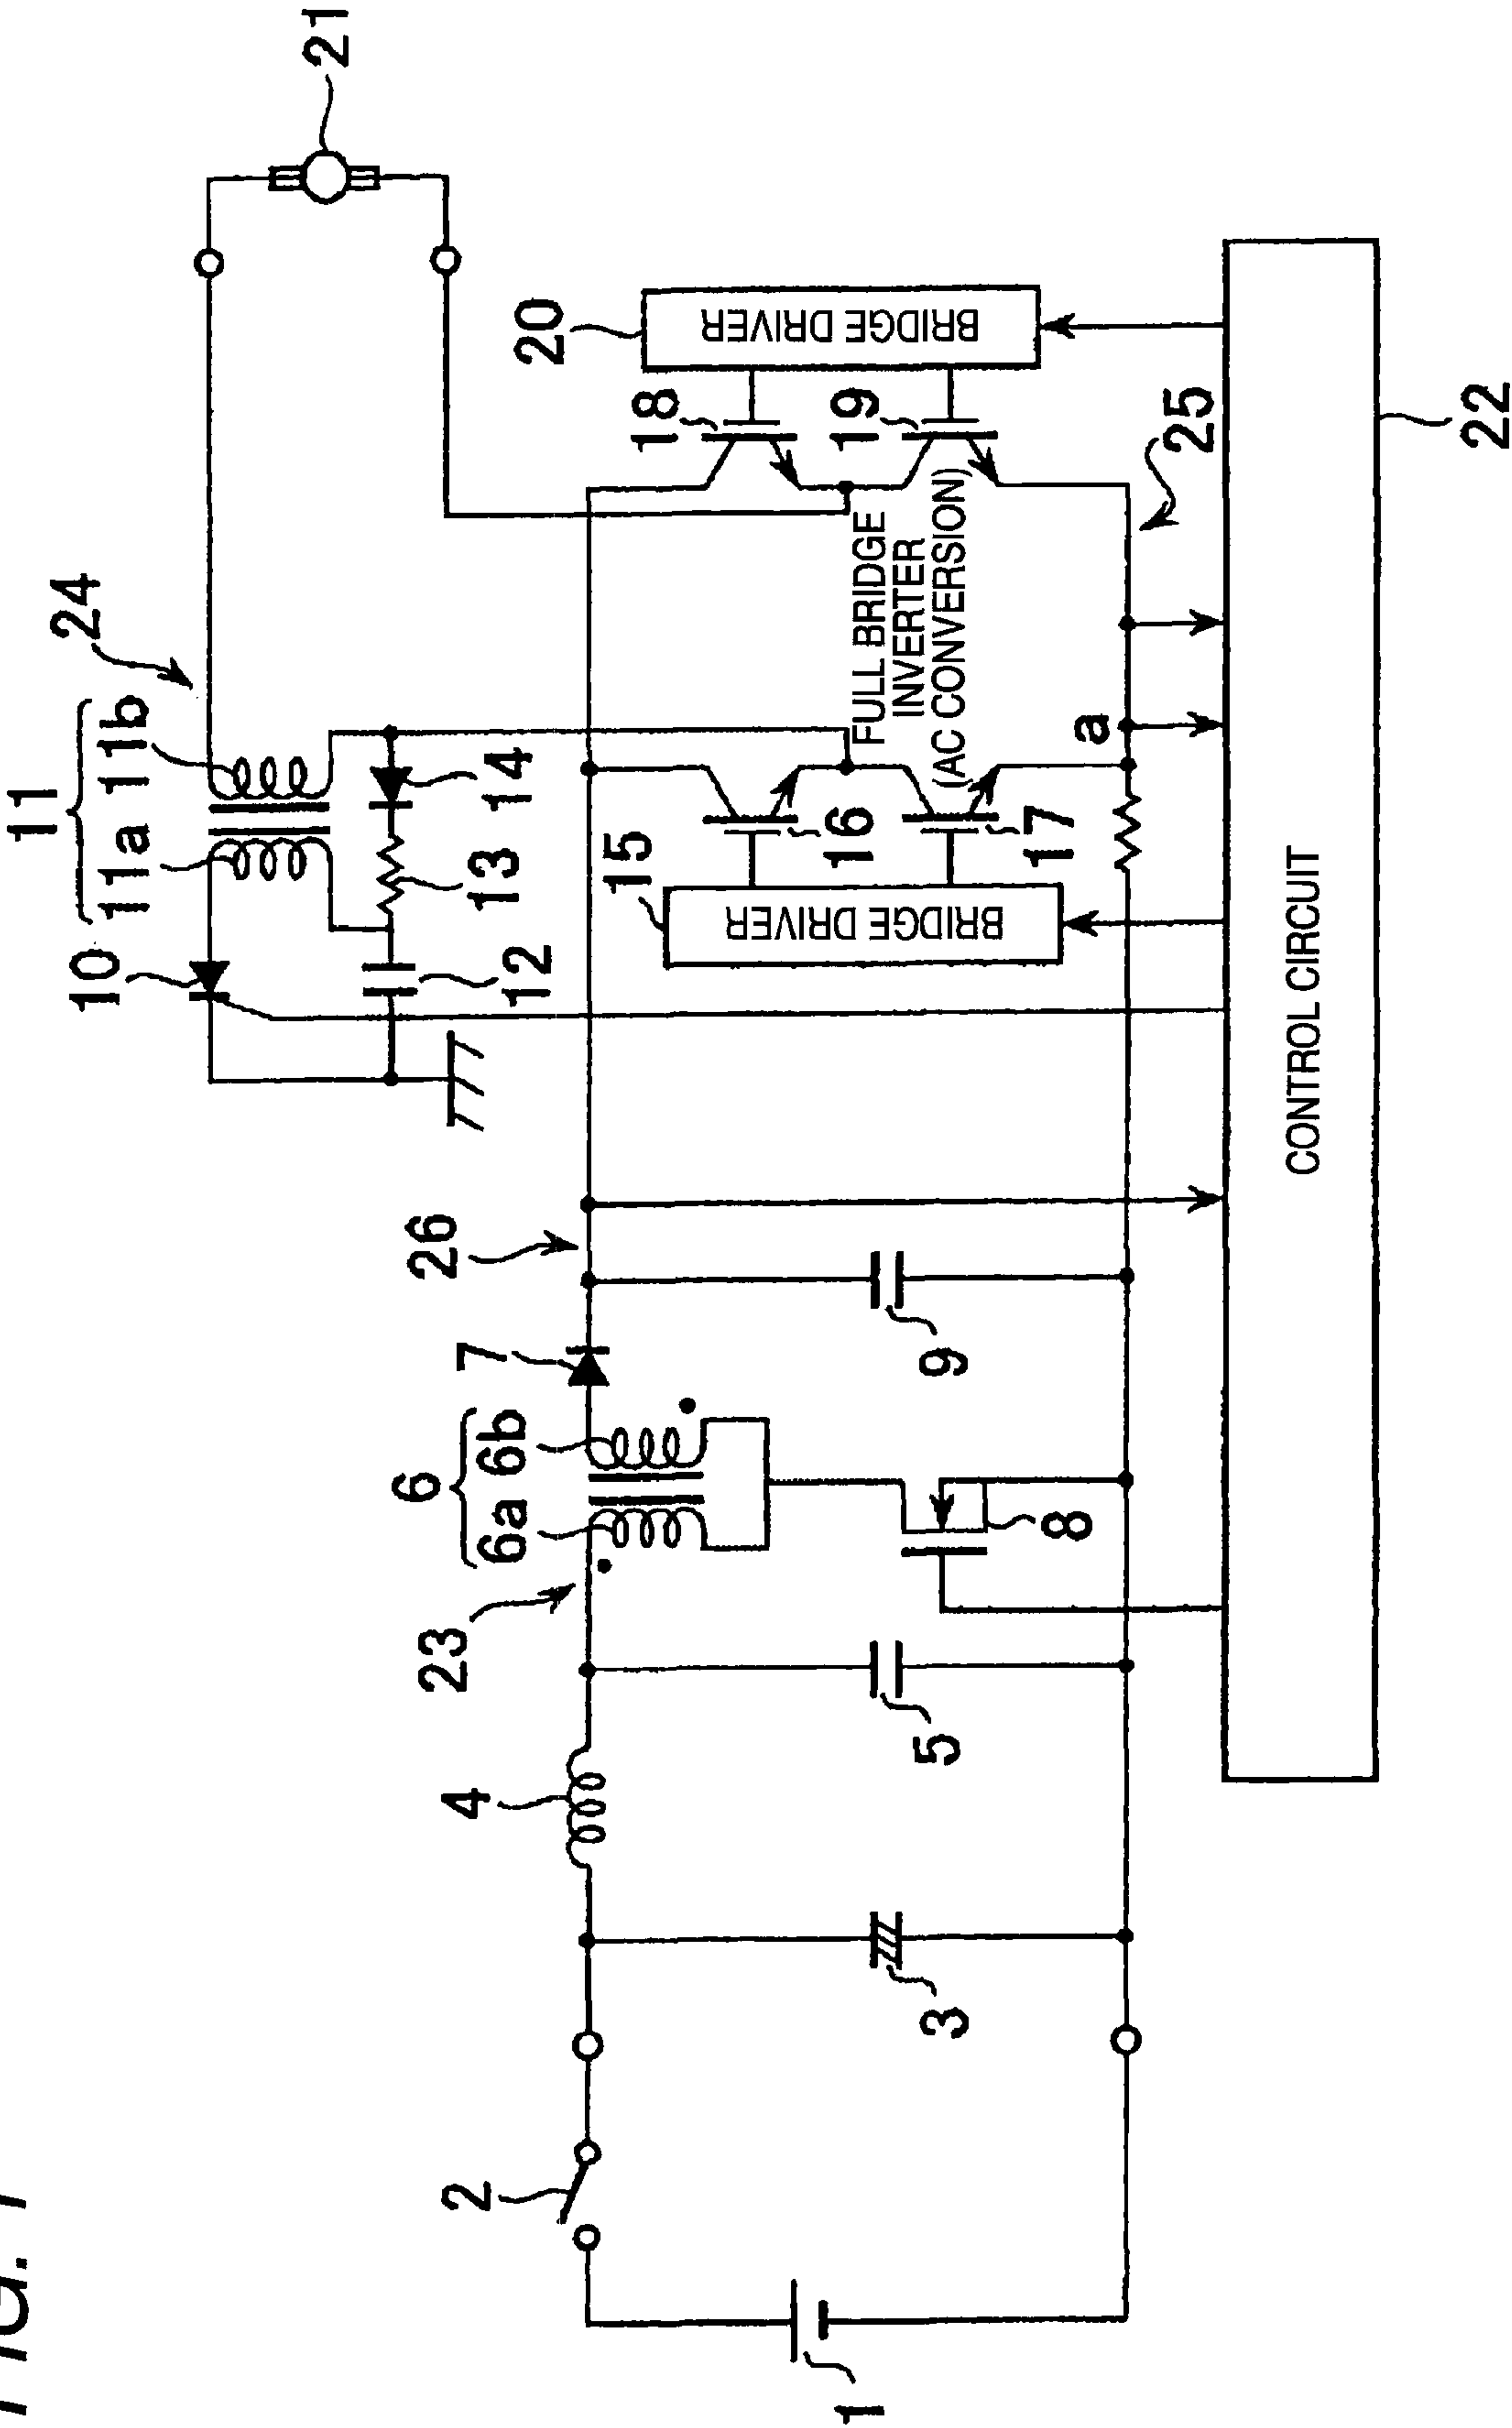 FIG. 1
11
11a 11b
24
21
10
12
13
14
6
6a 6b
23
26
7
4
2
20
BRIDGE DRIVER
18
19
15
BRIDGE DRIVER
16
17
FULL BRIDGE
INVERTER
(AC CONVERSION)
a
25
9
8
5
3
1
CONTROL CIRCUIT
22